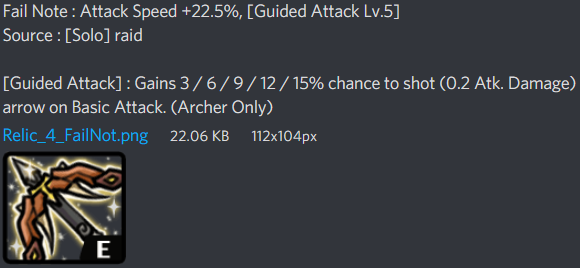 Fail Note : Attack Speed +22.5%, [Guided Attack Lv.5]
Source : [Solo] raid
[Guided Attack] : Gains 3 / 6 / 9 / 12 / 15% chance to shot (0.2 Atk. Damage)
arrow on Basic Attack. (Archer Only)
Relic_4_FailNot.png 22.06 KB 112x104px
E